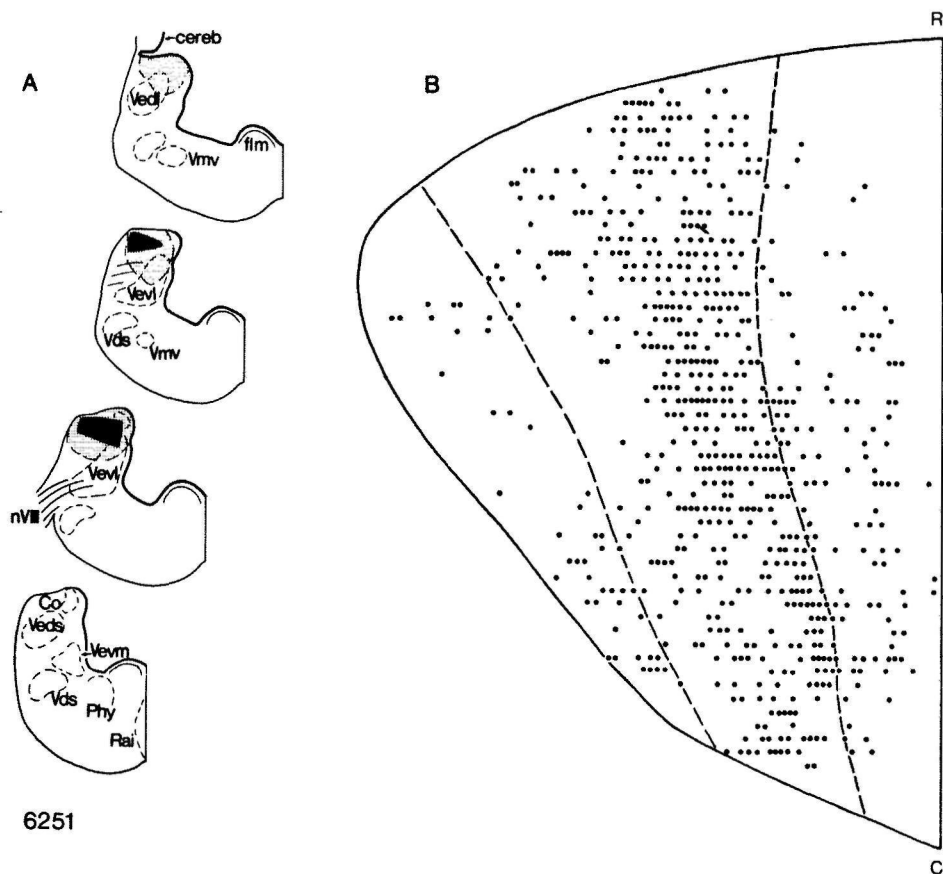 A
cereb
Vedl
Vmv
flm
Vevl
Vds
Vmv
Vevl
nVIII
Co
Veds
Vevm
Vds
Phy
Rai
6251
B
R
C